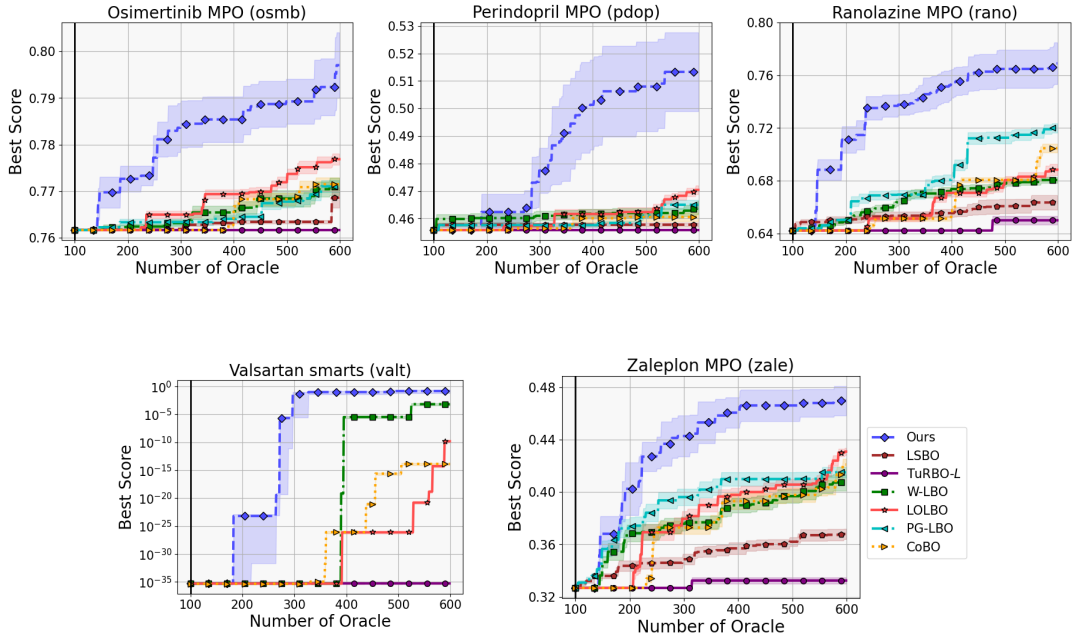 Osimertinib MPO (osmb)
Perindopril MPO (pdop)
Ranolazine MPO (rano)
Best Score
0.80
0.79
0.78
0.77
0.76
100 200 300 400 500 600
Number of Oracle
Best Score
0.53
0.52
0.51
0.50
0.49
0.48
0.47
0.46
100 200 300 400 500 600
Number of Oracle
Best Score
0.80
0.76
0.72
0.68
0.64
100 200 300 400 500 600
Number of Oracle
Valsartan smarts (valt)
Zaleplon MPO (zale)
Best Score
10^0
10^-5
10^-10
10^-15
10^-20
10^-25
10^-30
10^-35
100 200 300 400 500 600
Number of Oracle
Best Score
0.48
0.44
0.40
0.36
0.32
100 200 300 400 500 600
Number of Oracle
Ours
LSBO
TuRBO-L
W-LBO
LOLBO
PG-LBO
CoBO